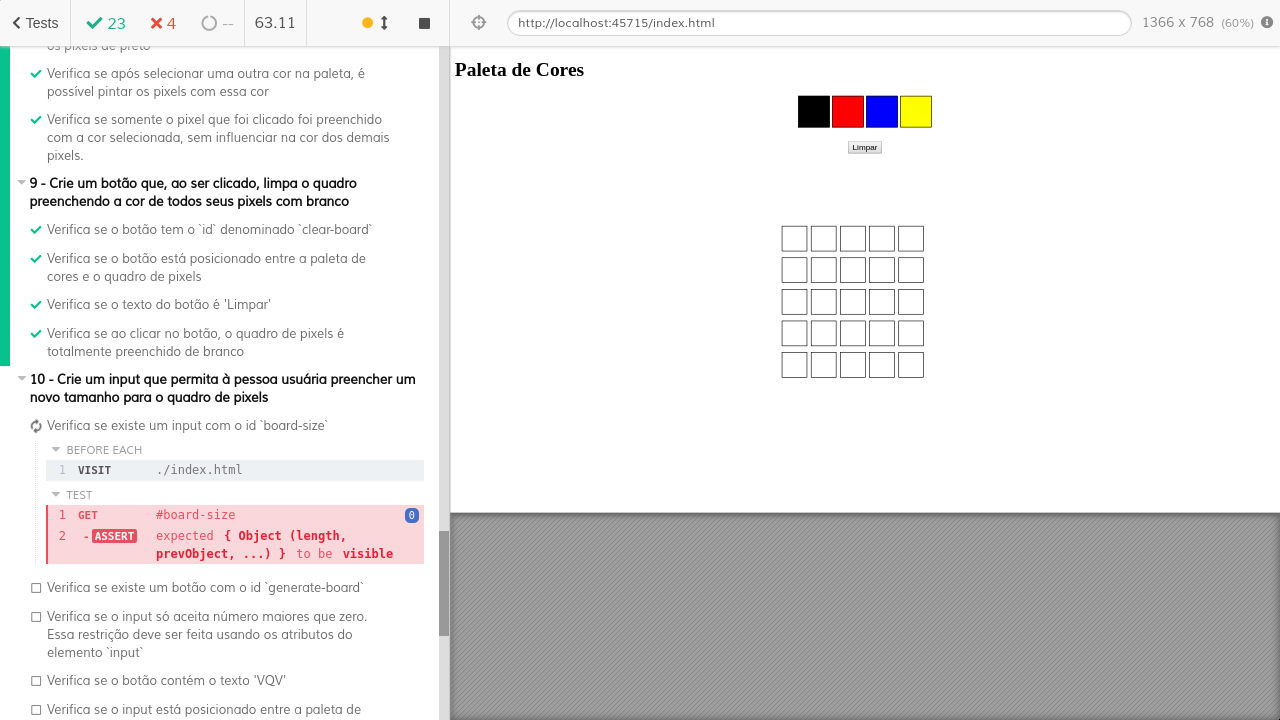 Tests
23
4
--
63.11
http://localhost:45715/index.html
1366 x 768 (60%)
os pixels de preto
Verifica se após selecionar uma outra cor na paleta, é
possível pintar os pixels com essa cor
Verifica se somente o pixel que foi clicado foi preenchido
com a cor selecionada, sem influenciar na cor dos demais
pixels.
9 - Crie um botão que, ao ser clicado, limpa o quadro
preenchendo a cor de todos seus pixels com branco
Verifica se o botão tem o `id` denominado `clear-board`
Verifica se o botão está posicionado entre a paleta de
cores e o quadro de pixels
Verifica se o texto do botão é 'Limpar'
Verifica se ao clicar no botão, o quadro de pixels é
totalmente preenchido de branco
10 - Crie um input que permita à pessoa usuária preencher um
novo tamanho para o quadro de pixels
Verifica se existe um input com o id `board-size`
BEFORE EACH
1 VISIT ./index.html
TEST
1 GET #board-size 0
2 -ASSERT expected { Object (length,
prevObject, ...) } to be visible
Verifica se existe um botão com o id `generate-board`
Verifica se o input só aceita número maiores que zero.
Essa restrição deve ser feita usando os atributos do
elemento `input`
Verifica se o botão contém o texto 'VQV'
Verifica se o input está posicionado entre a paleta de
Paleta de Cores
Limpar